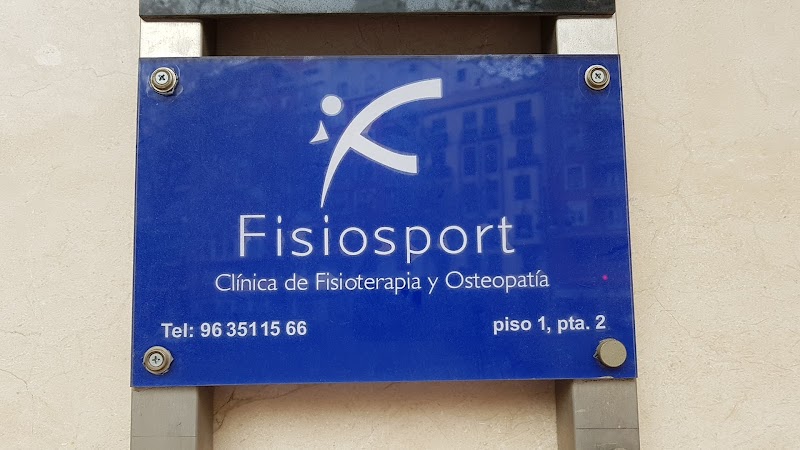 Fisiosport
Clínica de Fisioterapia y Osteopatía
Tel: 96 351 15 66
piso 1, pta. 2